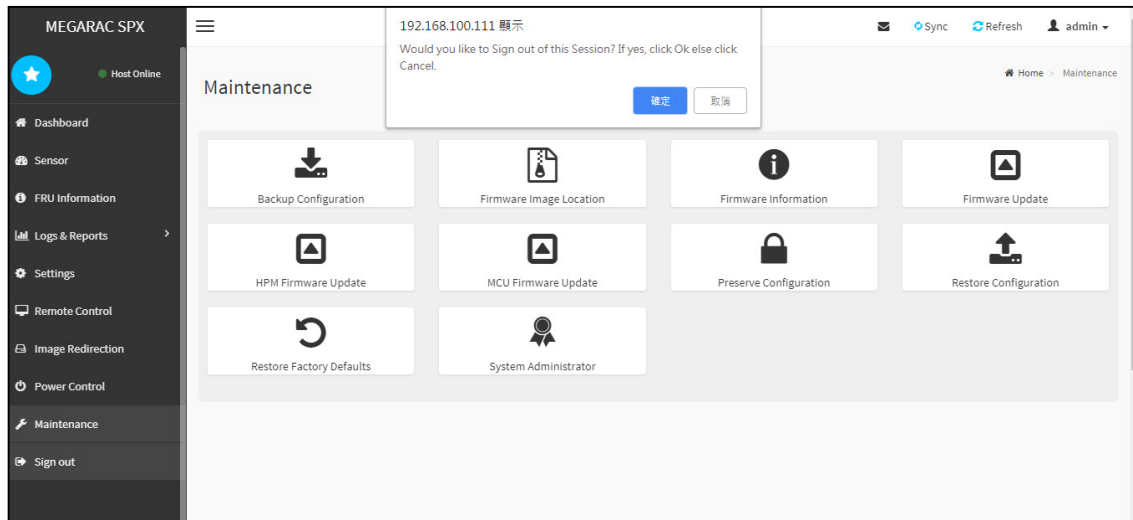 MEGARAC SPX
Host Online
Dashboard
Sensor
FRU Information
Logs & Reports
Settings
Remote Control
Image Redirection
Power Control
Maintenance
Sign out
192.168.100.111 顯示
Would you like to Sign out of this Session? If yes, click Ok else click
Cancel.
確定
取消
Sync
Refresh
admin
Maintenance
Home > Maintenance
Backup Configuration
Firmware Image Location
Firmware Information
Firmware Update
HPM Firmware Update
MCU Firmware Update
Preserve Configuration
Restore Configuration
Restore Factory Defaults
System Administrator